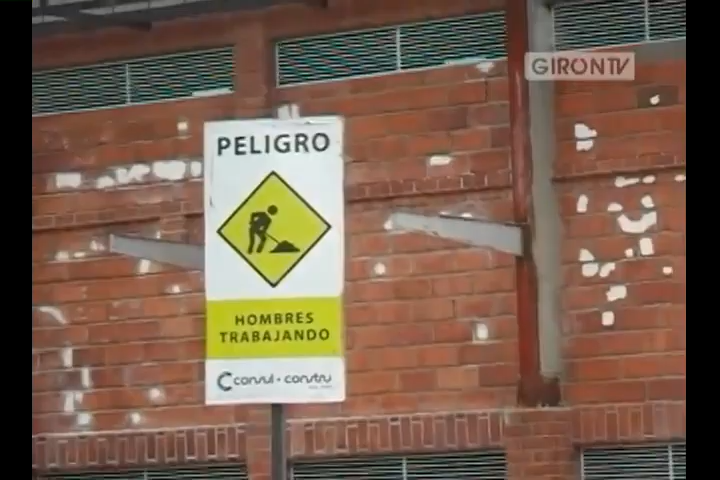 GIRONTV
PELIGRO
HOMBRES
TRABAJANDO
consul - constru